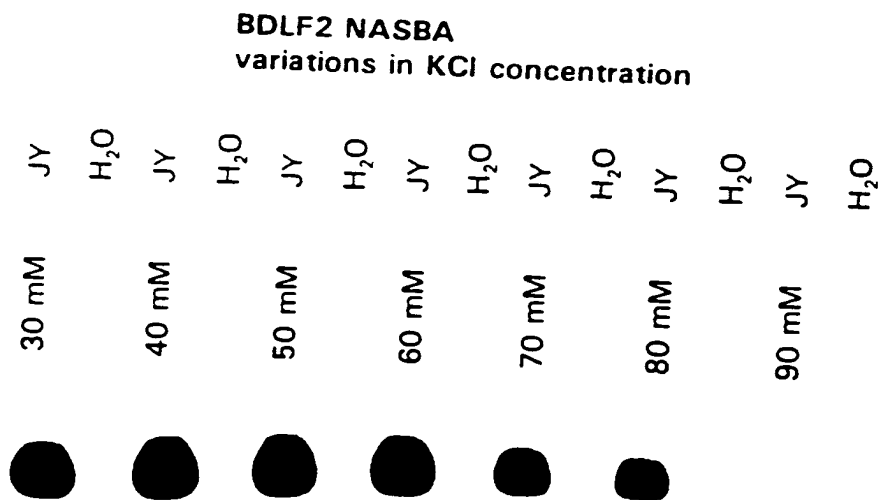 BDLF2 NASBA
variations in KCl concentration
JY H₂O JY H₂O JY H₂O JY H₂O JY H₂O JY H₂O JY H₂O
30 mM 40 mM 50 mM 60 mM 70 mM 80 mM 90 mM